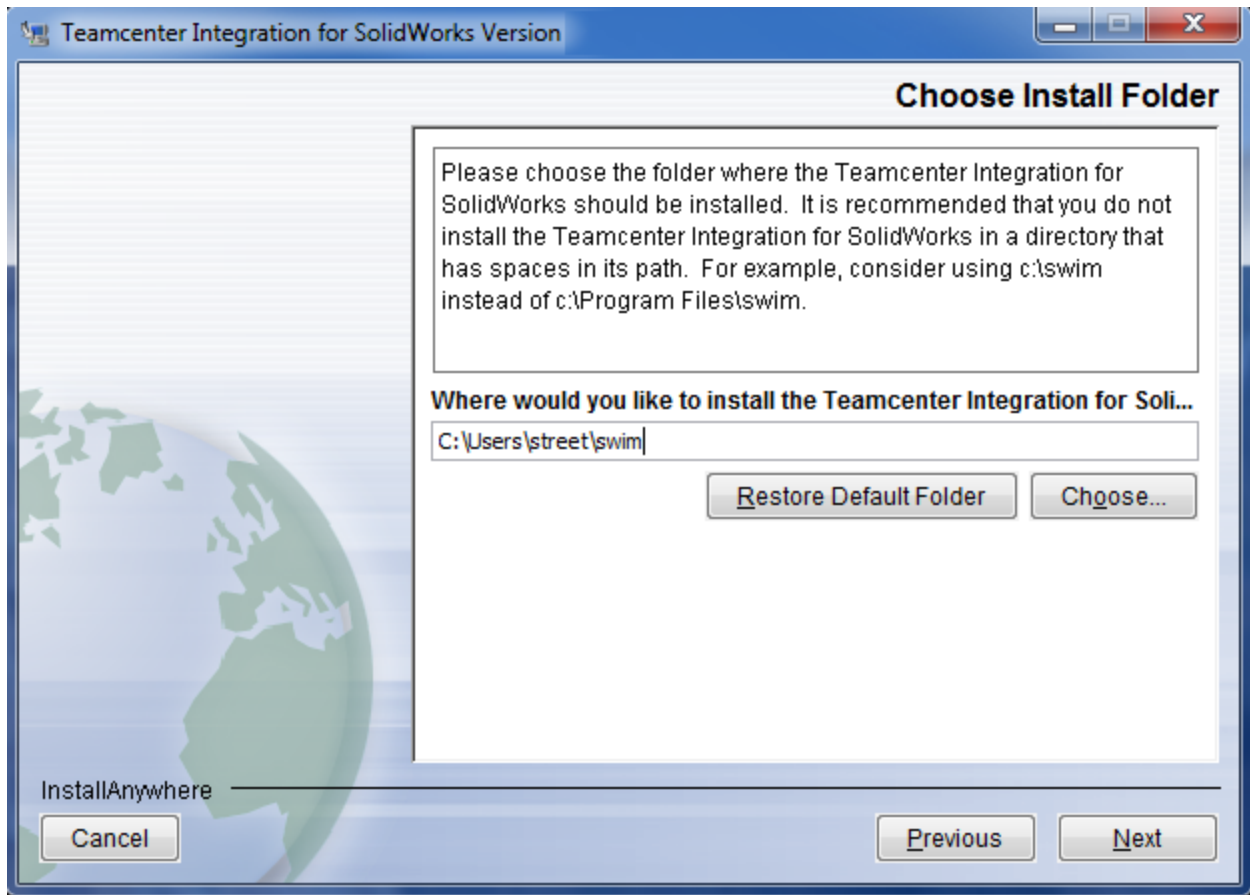 Teamcenter Integration for SolidWorks Version
Choose Install Folder
Please choose the folder where the Teamcenter Integration for
SolidWorks should be installed.  It is recommended that you do not
install the Teamcenter Integration for SolidWorks in a directory that
has spaces in its path.  For example, consider using c:\swim
instead of c:\Program Files\swim.
Where would you like to install the Teamcenter Integration for Soli...
C:\Users\street\swim
Restore Default Folder
Choose...
InstallAnywhere
Cancel
Previous
Next